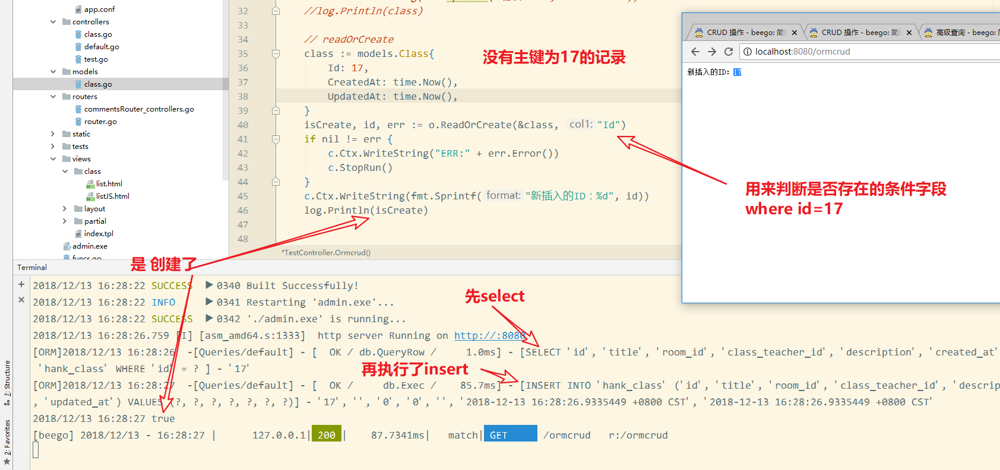 app.conf
controllers
class.go
default.go
test.go
models
class.go
routers
commentsRouter_controllers.go
router.go
static
tests
views
class
list.html
listJS.html
layout
partial
index.tpl
admin.exe
funcs.go
32 //log.Println(class)
33
34 // readOrCreate
35 class := models.Class{
36 Id: 17,
37 CreatedAt: time.Now(),
38 UpdatedAt: time.Now(),
39 }
40 isCreate, id, err := o.ReadOrCreate(&class, col1: "Id")
41 if nil != err {
42 c.Ctx.WriteString("ERR:" + err.Error())
43 c.StopRun()
44 }
45 c.Ctx.WriteString(fmt.Sprintf( format: "新插入的ID：%d", id))
46 log.Println(isCreate)
47
48
*TestController.Ormcrud()
没有主键为17的记录
CRUD 操作 - beego: 简
CRUD 操作 - beego: 简
高级查询 - beego: 简
localhost:8080/ormcrud
新插入的ID：17
用来判断是否存在的条件字段
where id=17
是 创建了
Terminal
2018/12/13 16:28:22 SUCCESS ▶ 0340 Built Successfully!
2018/12/13 16:28:22 INFO ▶ 0341 Restarting 'admin.exe'...
2018/12/13 16:28:22 SUCCESS ▶ 0342 './admin.exe' is running...
2018/12/13 16:28:26.759 [I] [asm_amd64.s:1333] http server Running on http://:8080
先select
[ORM]2018/12/13 16:28:26 -[Queries/default] - [ OK / db.QueryRow / 1.0ms] - [SELECT 'id', 'title', 'room_id', 'class_teacher_id', 'description', 'created_at'
'hank_class' WHERE 'id' = ? ] - '17'
再执行了insert
[ORM]2018/12/13 16:28:27 -[Queries/default] - [ OK / db.Exec / 85.7ms] - [INSERT INTO 'hank_class' ('id', 'title', 'room_id', 'class_teacher_id', 'descrip
, 'updated_at') VALUES (?, ?, ?, ?, ?, ?, ?)] - '17', '', '0', '0', '', '2018-12-13 16:28:26.9335449 +0800 CST', '2018-12-13 16:28:26.9335449 +0800 CST'
2018/12/13 16:28:27 true
[beego] 2018/12/13 - 16:28:27 | 127.0.0.1| 200 | 87.7341ms| match| GET /ormcrud r:/ormcrud
7: Structure
2: Favorites